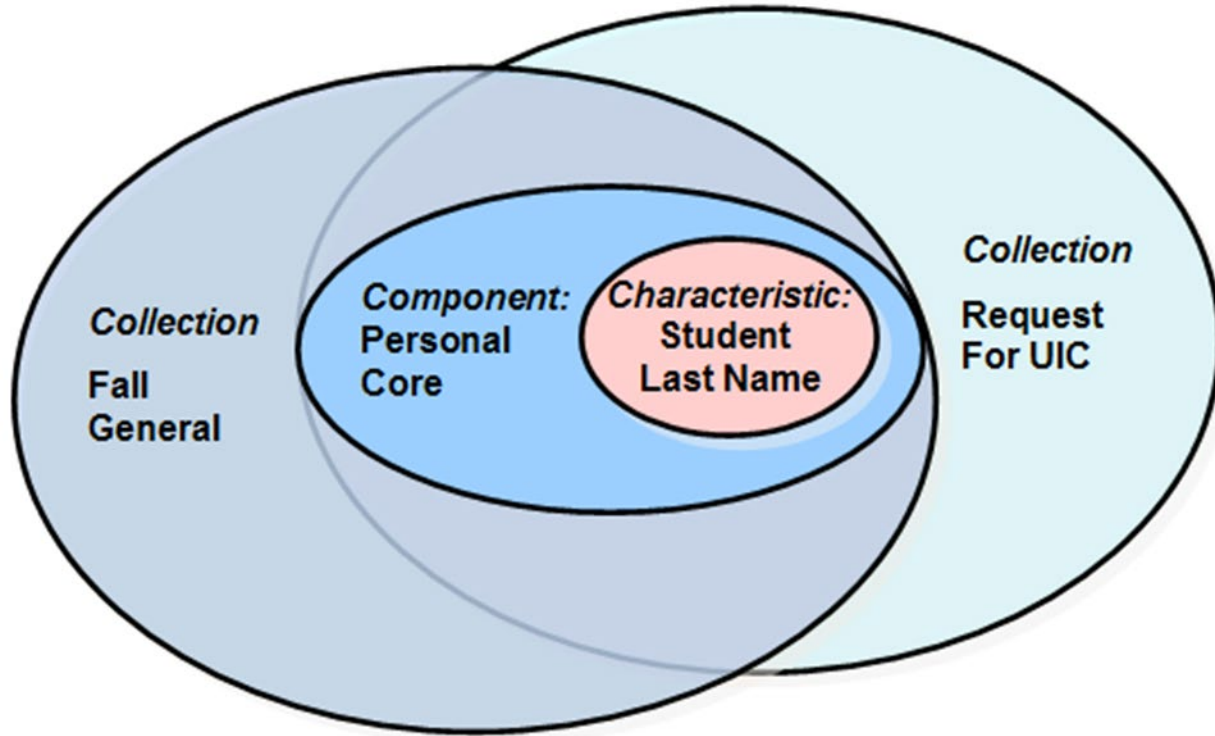 Collection
Fall
General
Component:
Personal
Core
Characteristic:
Student
Last Name
Collection
Request
For UIC